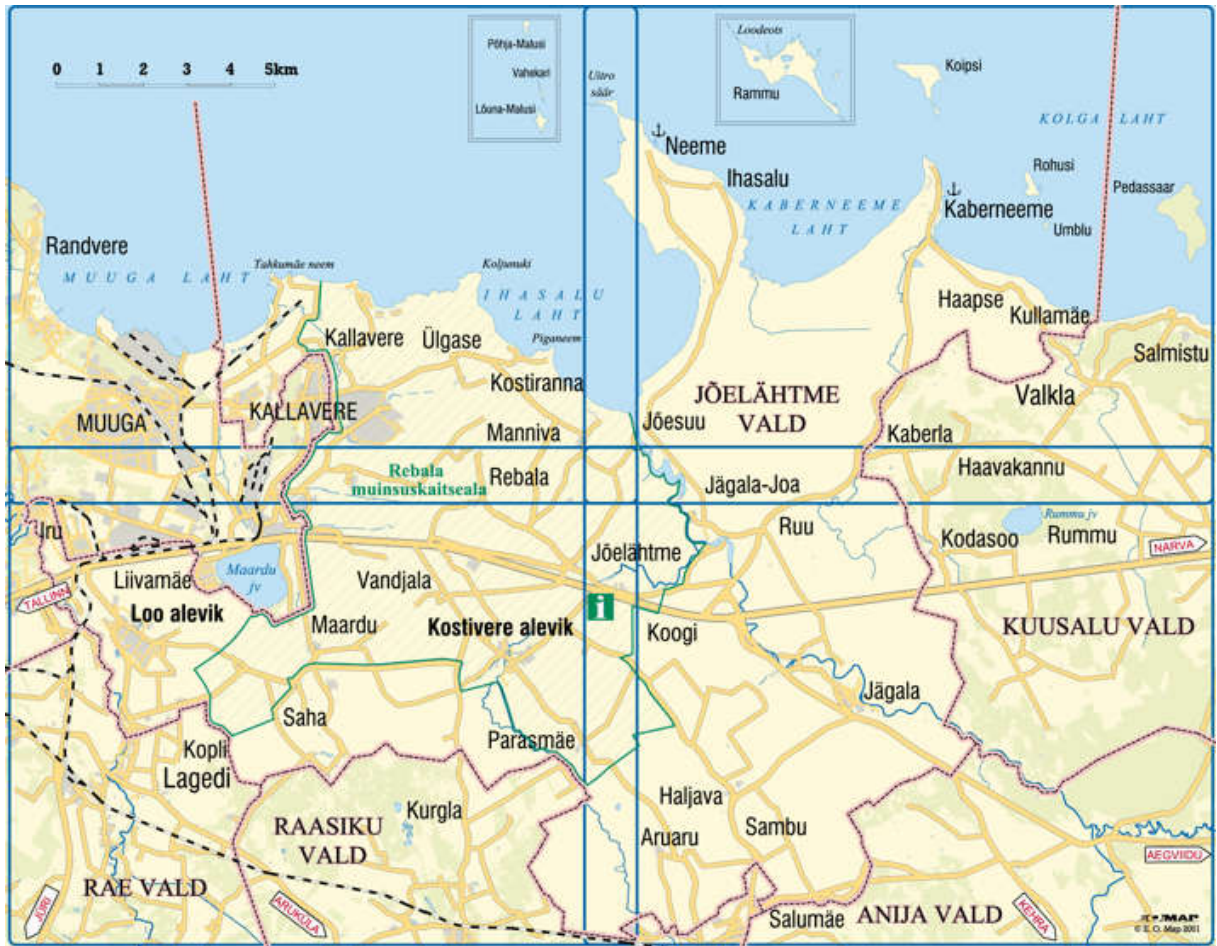 0 1 2 3 4 5km
Põhja-Malusi
Vahekari
Lõuna-Malusi
Uitro
säär
Loodeots
Rammu
Koipsi
KOLGA LAHT
Neeme
Ihasalu
KABERNEEME
LAHT
Kaberneeme
Rohusi
Umblu
Pedassaar
Randvere
MUUGA LAHT
Tahkumäe neem
Koljunuki
IHASALU
LAHT
Piganeem
Haapse
Kullamäe
Salmistu
Kallavere
Ülgase
Kostiranna
JÕELÄHTME
VALD
Valkla
MUUGA
KALLAVERE
Manniva
Jõesuu
Kaberla
Rebala
muinsuskaitseala
Rebala
Jägala-Joa
Haavakannu
Iru
Ruu
Rummu jv
Kodasoo
Rummu
NARVA
Jõelähtme
Liivamäe
Maardu
jv
Vandjala
TALLINN
Loo alevik
Maardu
Kostivere alevik
i
Koogi
KUUSALU VALD
Jägala
Saha
Parasmäe
Kopli
Lagedi
Haljava
Kurgla
RAASIKU
VALD
Aruaru
Sambu
AEGVIIDU
RAE VALD
JÜRI
ARUKÜLA
Salumäe
ANIJA VALD
KEHRA
© E. O. Map 2001